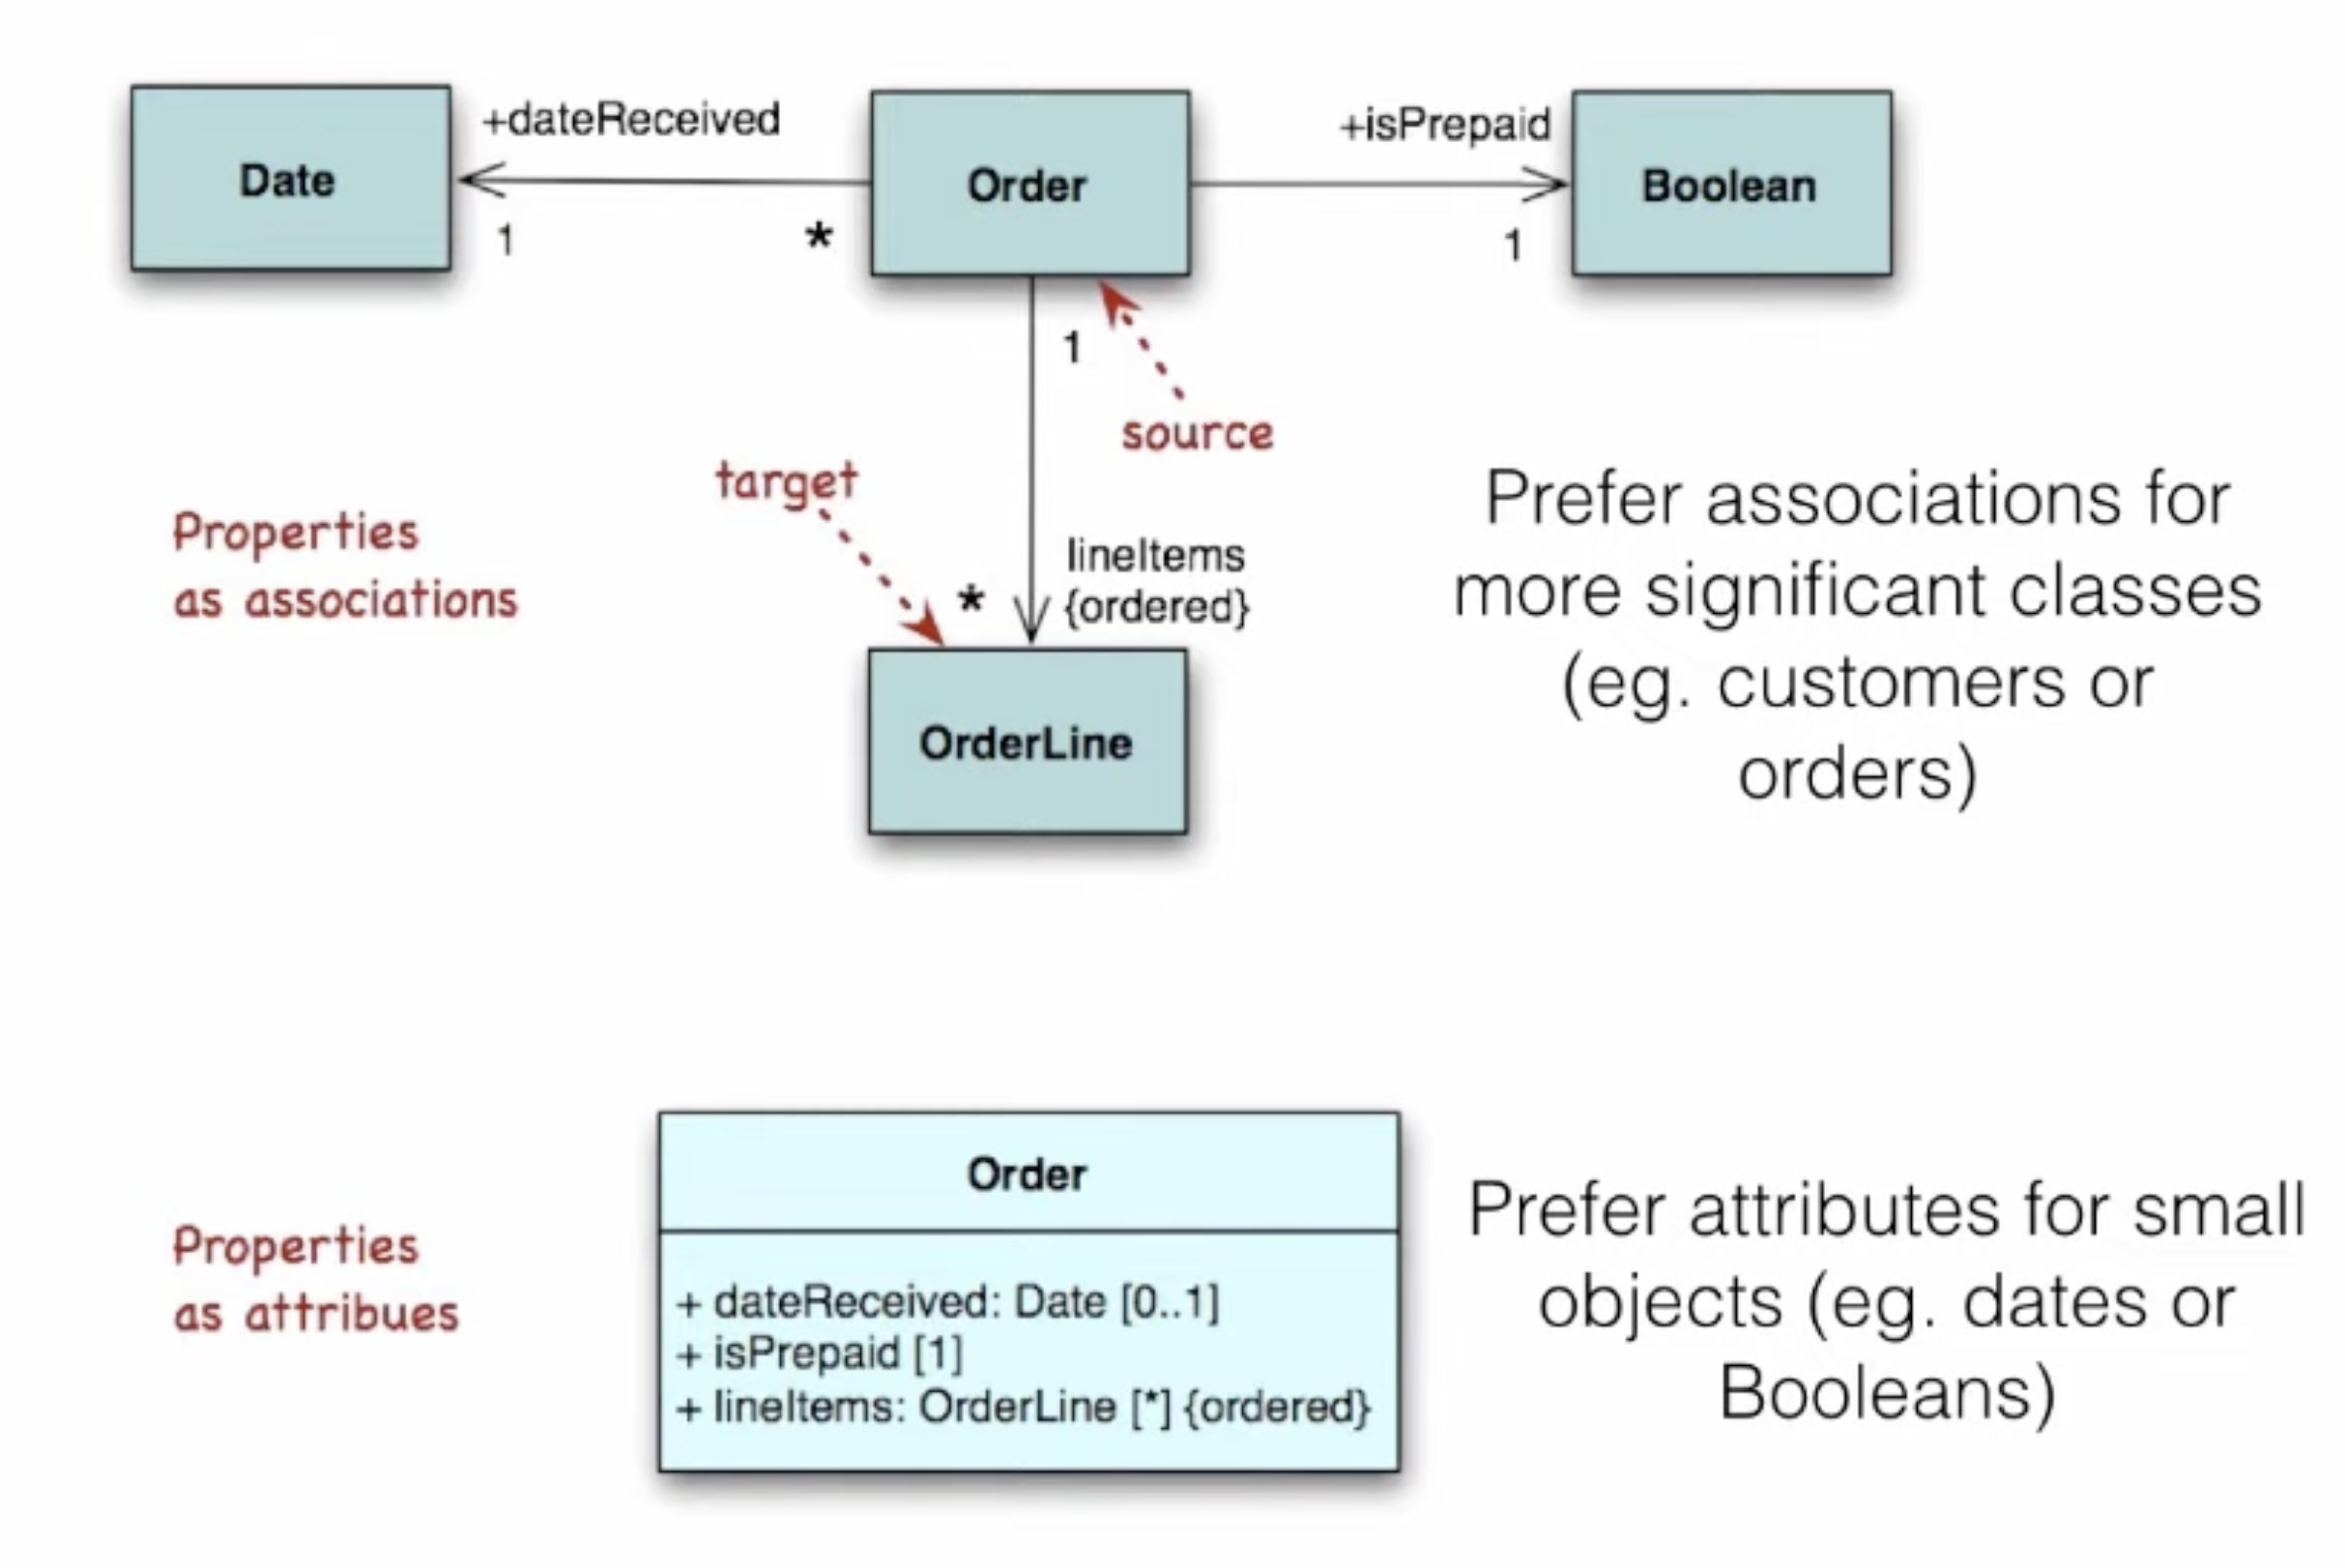 +dateReceived
+isPrepaid
Date
Order
Boolean
1
*
1
1
source
target
Properties
as associations
lineItems
* {ordered}
OrderLine
Prefer associations for
more significant classes
(eg. customers or
orders)
Order
Properties
as attribues
+ dateReceived: Date [0..1]
+ isPrepaid [1]
+ lineItems: OrderLine [*] {ordered}
Prefer attributes for small
objects (eg. dates or
Booleans)